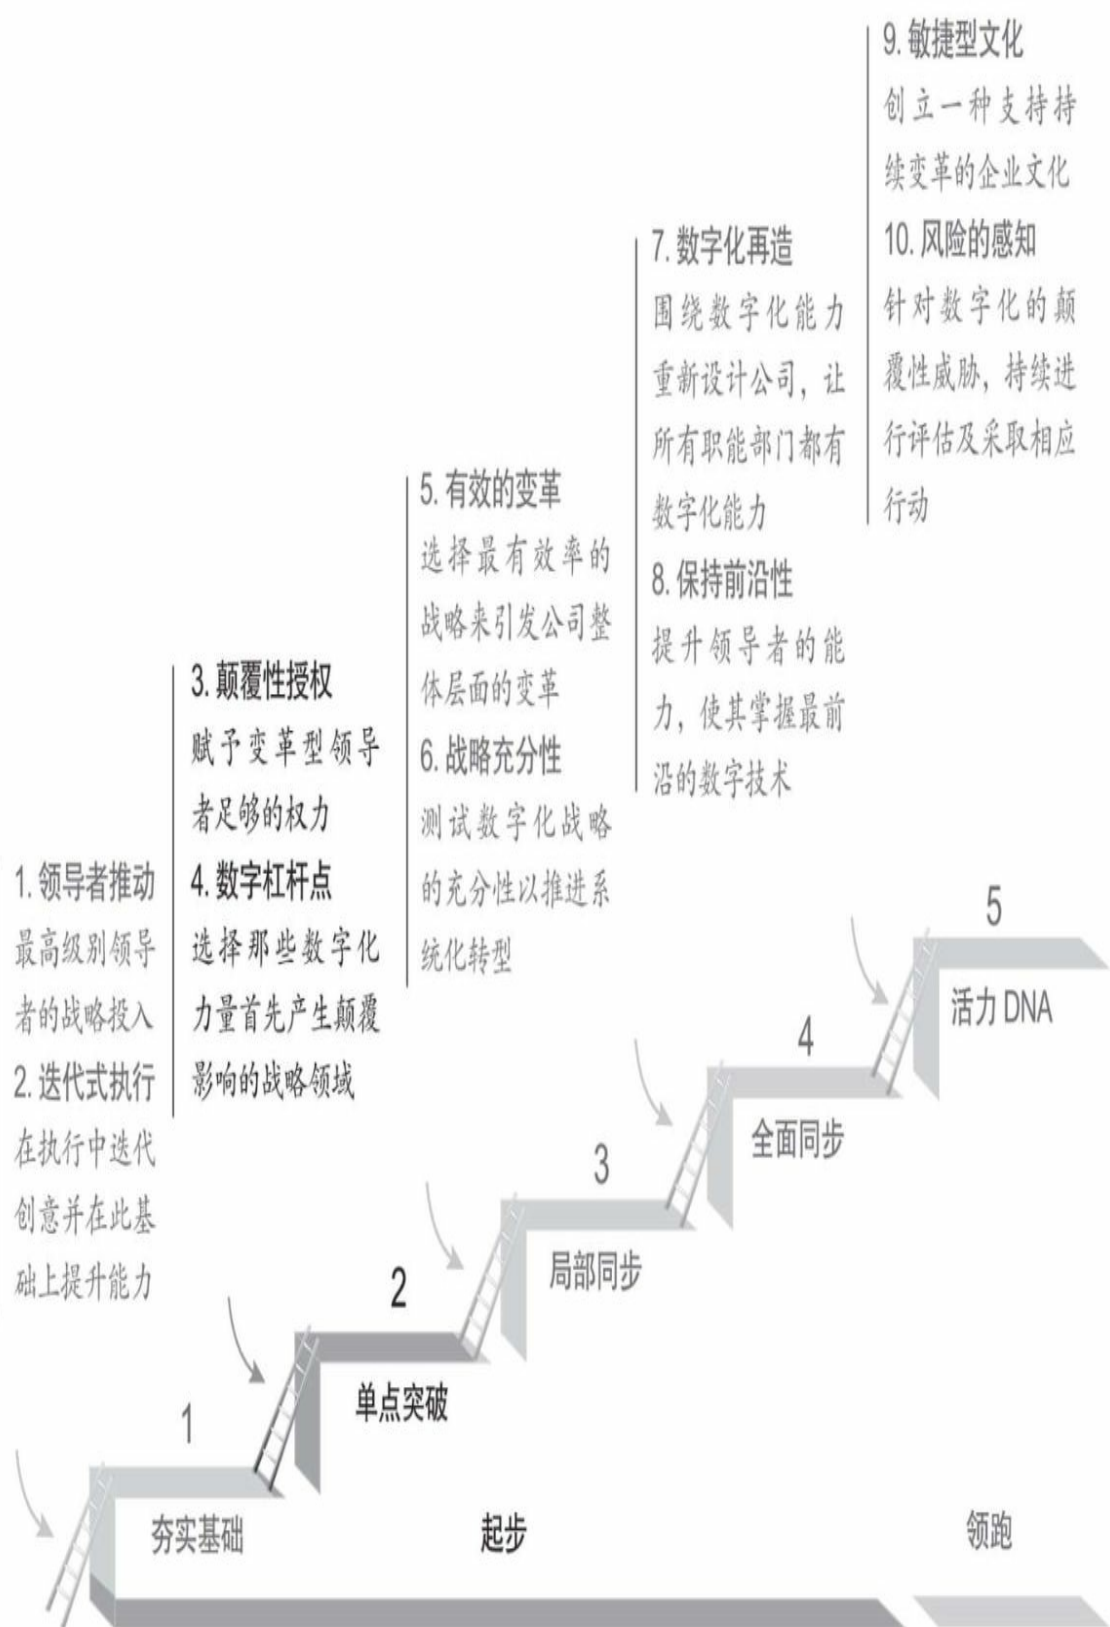 9. 敏捷型文化
创立一种支持持
续变革的企业文化
10. 风险的感知
针对数字化的颠
覆性威胁，持续进
行评估及采取相应
行动
7. 数字化再造
围绕数字化能力
重新设计公司，让
所有职能部门都有
数字化能力
8. 保持前沿性
提升领导者的能
力，使其掌握最前
沿的数字技术
5. 有效的变革
选择最有效率的
战略来引发公司整
体层面的变革
6. 战略充分性
测试数字化战略
的充分性以推进系
统化转型
3. 颠覆性授权
赋予变革型领导
者足够的权力
4. 数字杠杆点
选择那些数字化
力量首先产生颠覆
影响的战略领域
1. 领导者推动
最高级别领导
者的战略投入
2. 迭代式执行
在执行中迭代
创意并在此基
础上提升能力
5
活力 DNA
4
全面同步
3
局部同步
2
单点突破
1
夯实基础
起步
领跑